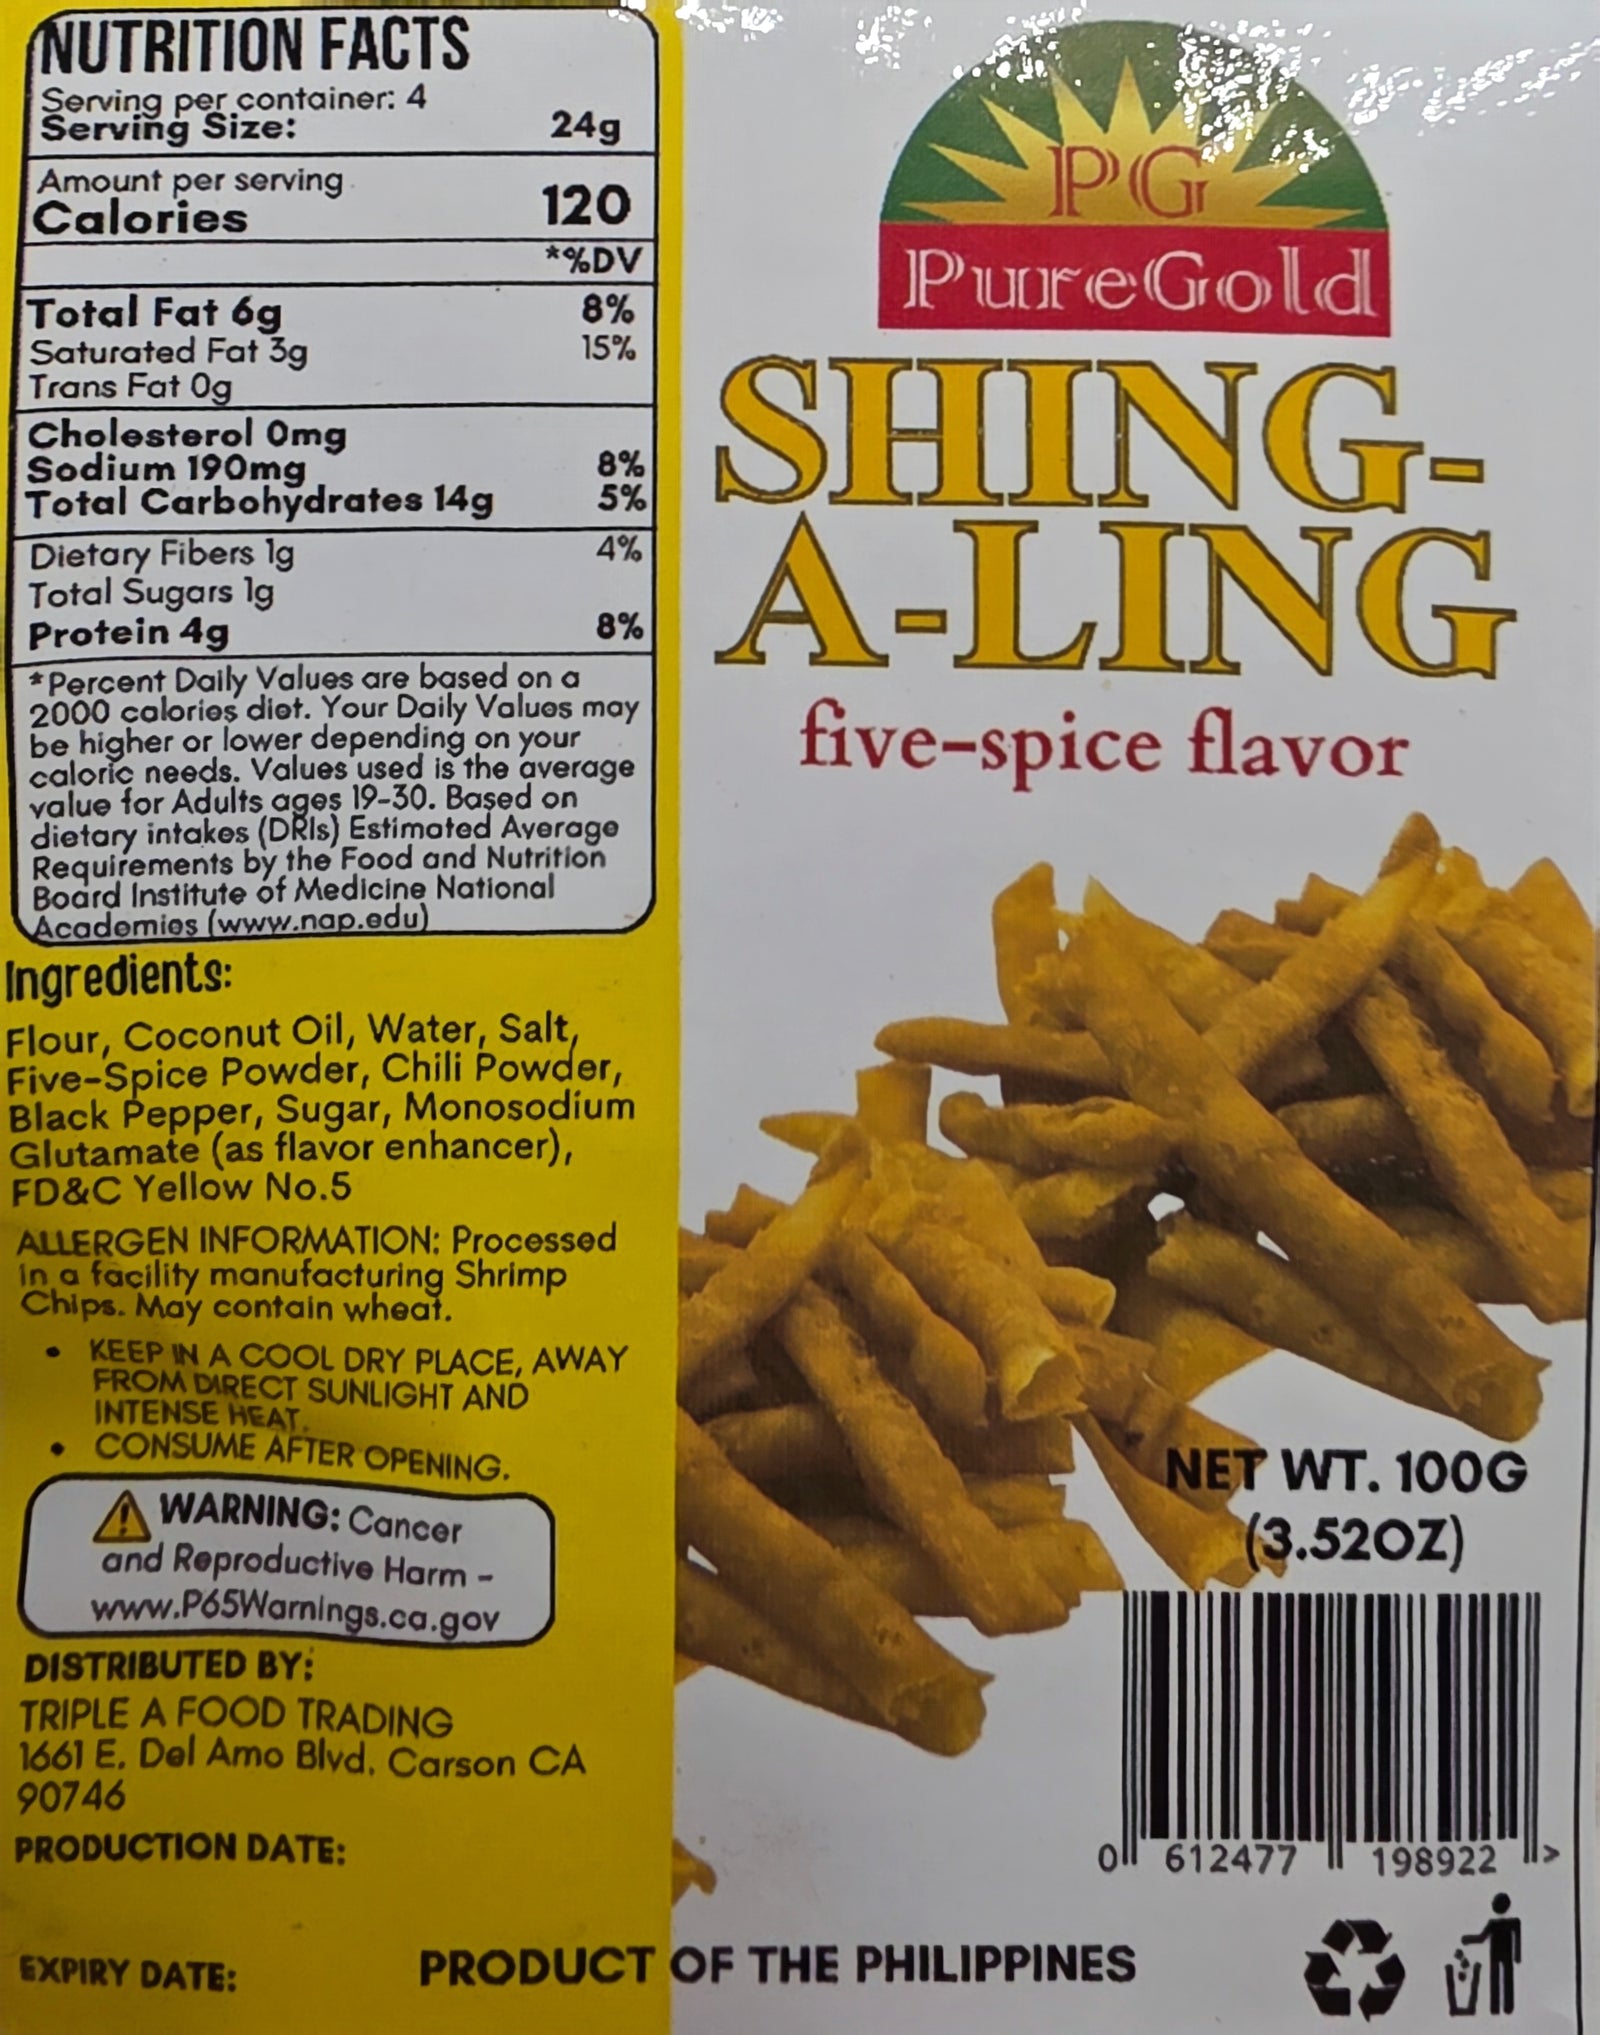 NUTRITION FACTS
Serving per container: 4
Serving Size: 24g
Amount per serving
Calories 120
*%DV
Total Fat 6g 8%
Saturated Fat 3g 15%
Trans Fat 0g
Cholesterol 0mg
Sodium 190mg 8%
Total Carbohydrates 14g 5%
Dietary Fibers 1g 4%
Total Sugars 1g
Protein 4g 8%
*Percent Daily Values are based on a
2000 calories diet. Your Daily Values may
be higher or lower depending on your
caloric needs. Values used is the average
value for Adults ages 19-30. Based on
dietary intakes (DRIs) Estimated Average
Requirements by the Food and Nutrition
Board Institute of Medicine National
Academies (www.nap.edu)
Ingredients:
Flour, Coconut Oil, Water, Salt,
Five-Spice Powder, Chili Powder,
Black Pepper, Sugar, Monosodium
Glutamate (as flavor enhancer),
FD&C Yellow No.5
ALLERGEN INFORMATION: Processed
in a facility manufacturing Shrimp
Chips. May contain wheat.
• KEEP IN A COOL DRY PLACE, AWAY
FROM DIRECT SUNLIGHT AND
INTENSE HEAT.
• CONSUME AFTER OPENING.
WARNING: Cancer
and Reproductive Harm -
www.P65Warnings.ca.gov
DISTRIBUTED BY:
TRIPLE A FOOD TRADING
1661 E. Del Amo Blvd. Carson CA
90746
PRODUCTION DATE:
EXPIRY DATE:
PG
PureGold
SHING-
A-LING
five-spice flavor
NET WT. 100G
(3.52OZ)
0 612477 198922 >
PRODUCT OF THE PHILIPPINES